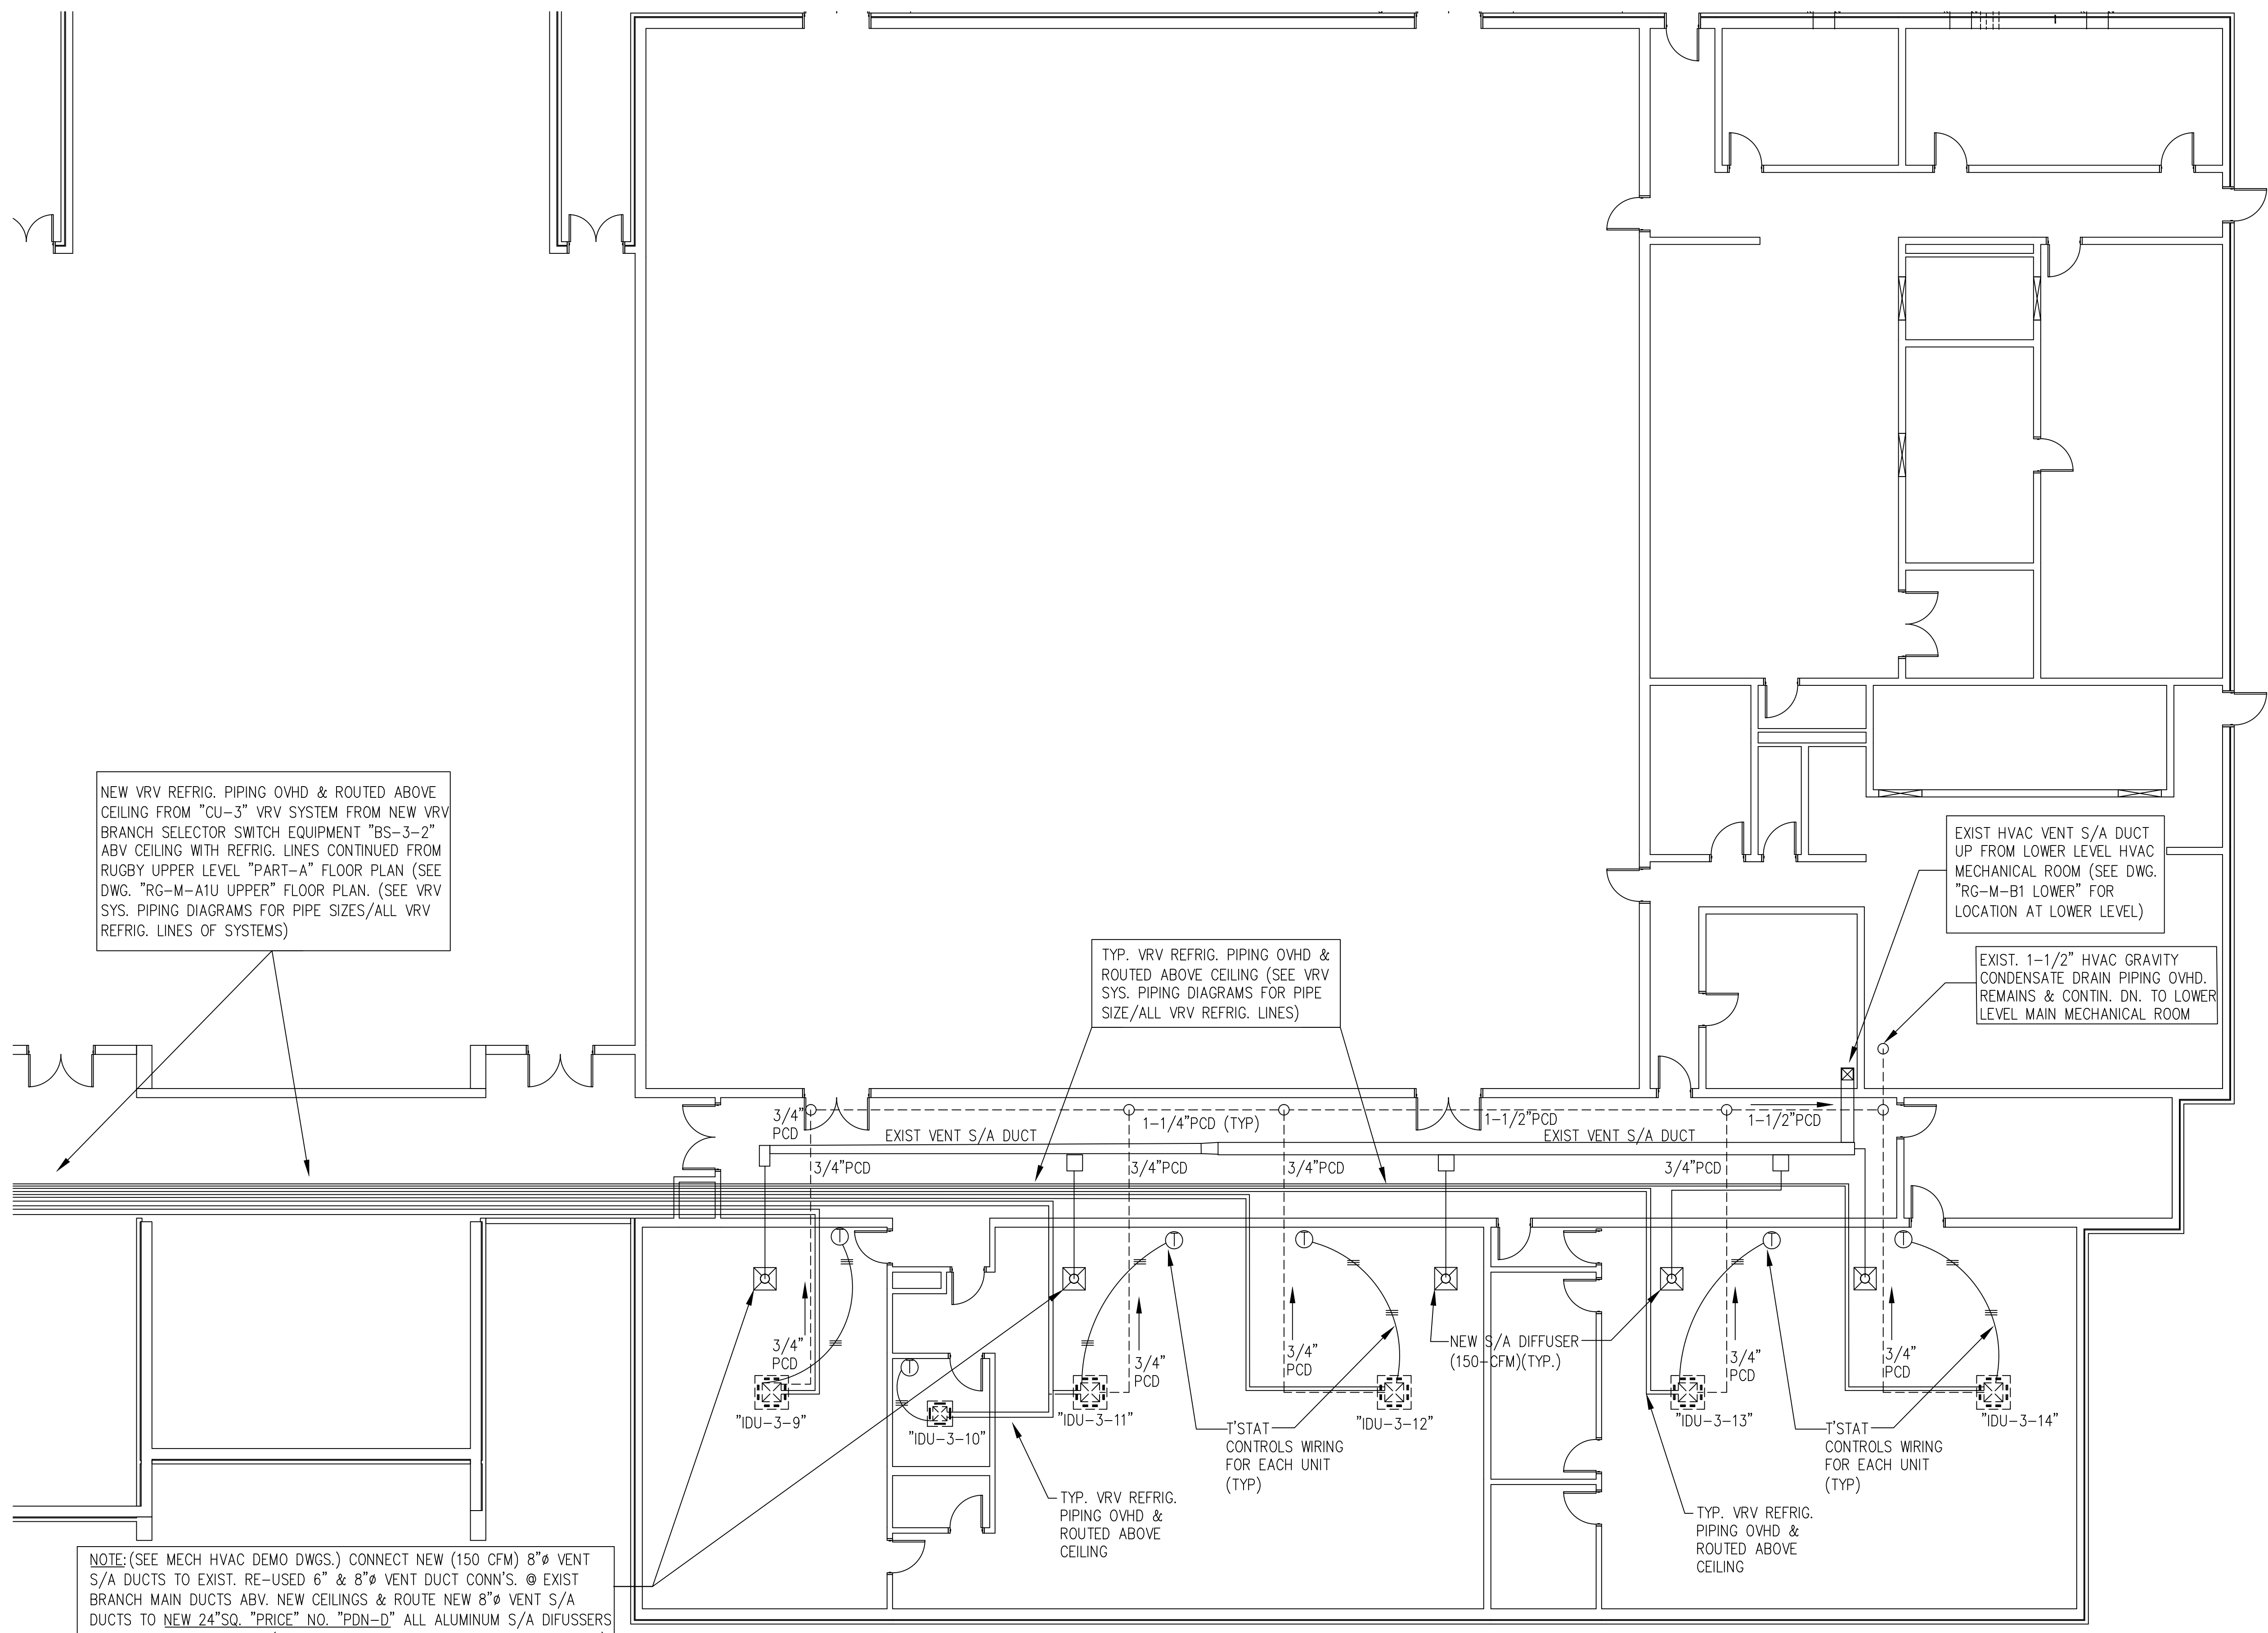 NEW VRV REFRIG. PIPING OVHD & ROUTED ABOVE
CEILING FROM "CU-3" VRV SYSTEM FROM NEW VRV
BRANCH SELECTOR SWITCH EQUIPMENT "BS-3-2"
ABV CEILING WITH REFRIG. LINES CONTINUED FROM
RUGBY UPPER LEVEL "PART-A" FLOOR PLAN (SEE
DWG. "RG-M-A1U UPPER" FLOOR PLAN. (SEE VRV
SYS. PIPING DIAGRAMS FOR PIPE SIZES/ALL VRV
REFRIG. LINES OF SYSTEMS)
EXIST HVAC VENT S/A DUCT
UP FROM LOWER LEVEL HVAC
MECHANICAL ROOM (SEE DWG.
"RG-M-B1 LOWER" FOR
LOCATION AT LOWER LEVEL)
TYP. VRV REFRIG. PIPING OVHD &
ROUTED ABOVE CEILING (SEE VRV
SYS. PIPING DIAGRAMS FOR PIPE
SIZE/ALL VRV REFRIG. LINES)
EXIST. 1-1/2" HVAC GRAVITY
CONDENSATE DRAIN PIPING OVHD.
REMAINS & CONTIN. DN. TO LOWER
LEVEL MAIN MECHANICAL ROOM
3/4"
PCD
1-1/4"PCD (TYP)
1-1/2"PCD
1-1/2"PCD
EXIST VENT S/A DUCT
EXIST VENT S/A DUCT
3/4"PCD
3/4"PCD
3/4"PCD
3/4"PCD
T
T
T
T
T
3/4"
PCD
3/4"
PCD
3/4"
PCD
NEW S/A DIFFUSER
(150-CFM)(TYP.)
3/4"
PCD
3/4"
PCD
T
"IDU-3-9"
"IDU-3-10"
"IDU-3-11"
"IDU-3-12"
"IDU-3-13"
"IDU-3-14"
T'STAT
CONTROLS WIRING
FOR EACH UNIT
(TYP)
T'STAT
CONTROLS WIRING
FOR EACH UNIT
(TYP)
TYP. VRV REFRIG.
PIPING OVHD &
ROUTED ABOVE
CEILING
TYP. VRV REFRIG.
PIPING OVHD &
ROUTED ABOVE
CEILING
NOTE: (SEE MECH HVAC DEMO DWGS.) CONNECT NEW (150 CFM) 8"ø VENT
S/A DUCTS TO EXIST. RE-USED 6" & 8"ø VENT DUCT CONN'S. @ EXIST
BRANCH MAIN DUCTS ABV. NEW CEILINGS & ROUTE NEW 8"ø VENT S/A
DUCTS TO NEW 24"SQ. "PRICE" NO. "PDN-D" ALL ALUMINUM S/A DIFUSSERS